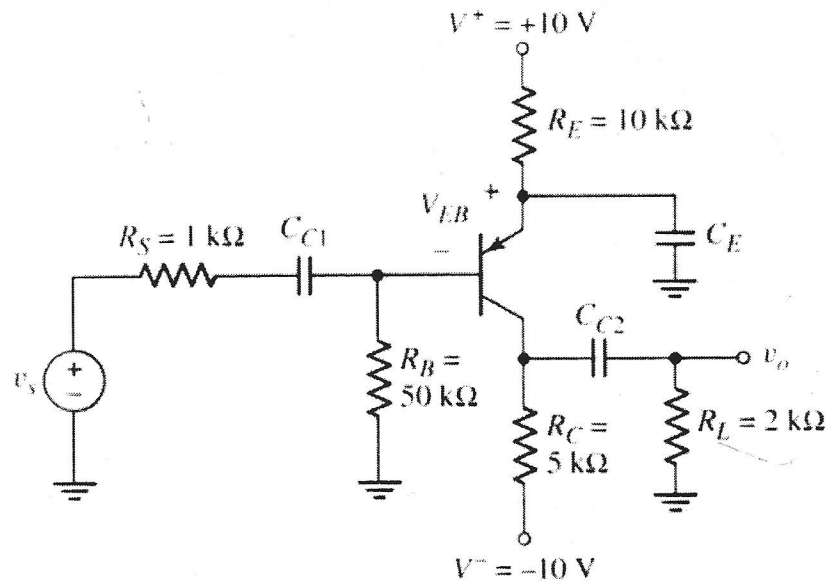 V⁺ = +10 V
R_E = 10 kΩ
+
V_EB
−
R_S = 1 kΩ
C_C1
C_E
C_C2
v_s
+
−
R_B =
50 kΩ
v_o
R_C =
5 kΩ
R_L = 2 kΩ
V⁻ = −10 V